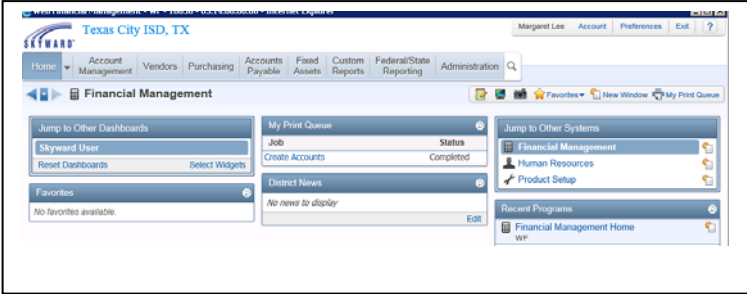 Texas City ISD, TX
Margaret Lee Account Preferences Exit ?
SKYWARD
Home Account Management Vendors Purchasing Accounts Payable Fixed Assets Custom Reports Federal/State Reporting Administration
Financial Management
Favorites New Window My Print Queue
Jump to Other Dashboards
Skyward User
Reset Dashboards Select Widgets
Favorites
No favorites available.
My Print Queue
Job Status
Create Accounts Completed
District News
No news to display
Edit
Jump to Other Systems
Financial Management
Human Resources
Product Setup
Recent Programs
Financial Management Home
WF